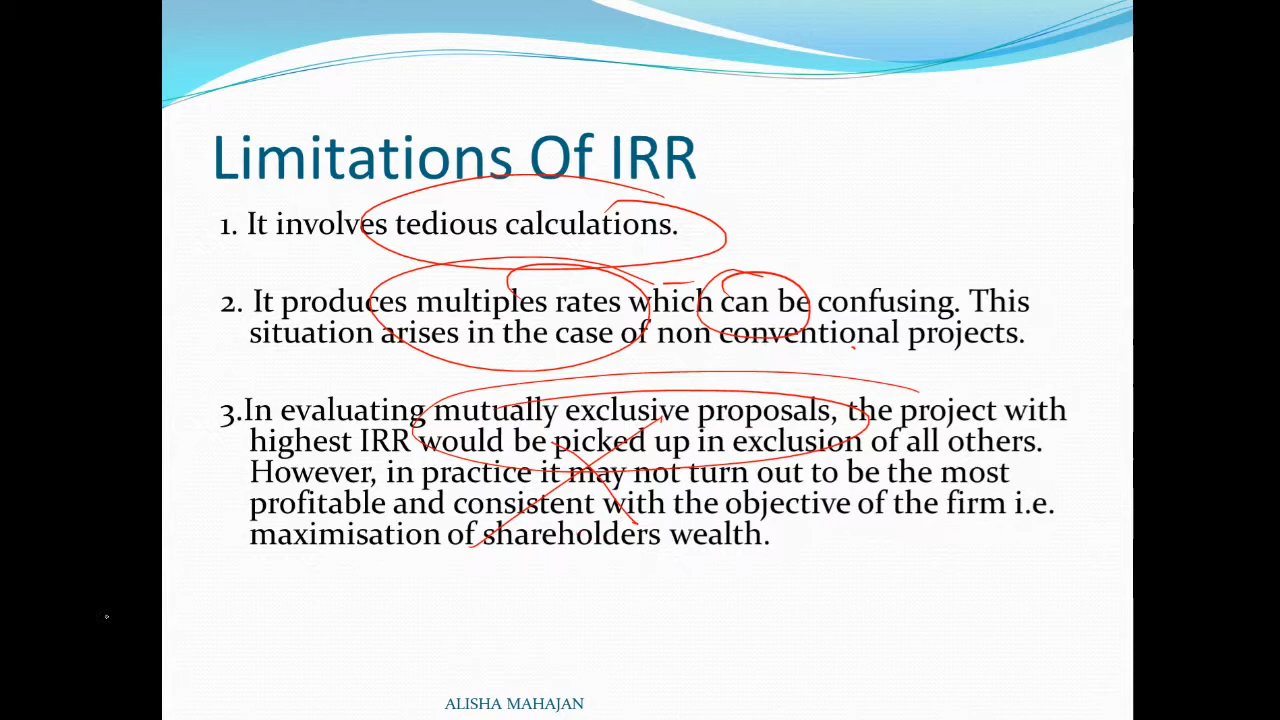 Limitations Of IRR
1. It involves tedious calculations.
2. It produces multiples rates which can be confusing. This
situation arises in the case of non conventional projects.
3.In evaluating mutually exclusive proposals, the project with
highest IRR would be picked up in exclusion of all others.
However, in practice it may not turn out to be the most
profitable and consistent with the objective of the firm i.e.
maximisation of shareholders wealth.
ALISHA MAHAJAN